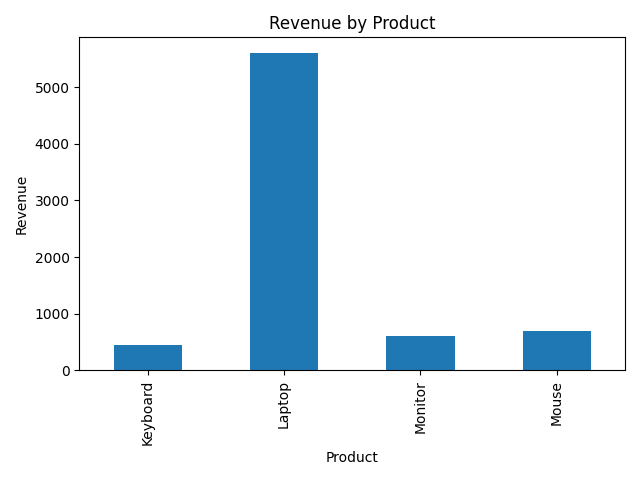 Revenue by Product
Revenue
5000
4000
3000
2000
1000
0
Keyboard
Laptop
Monitor
Mouse
Product